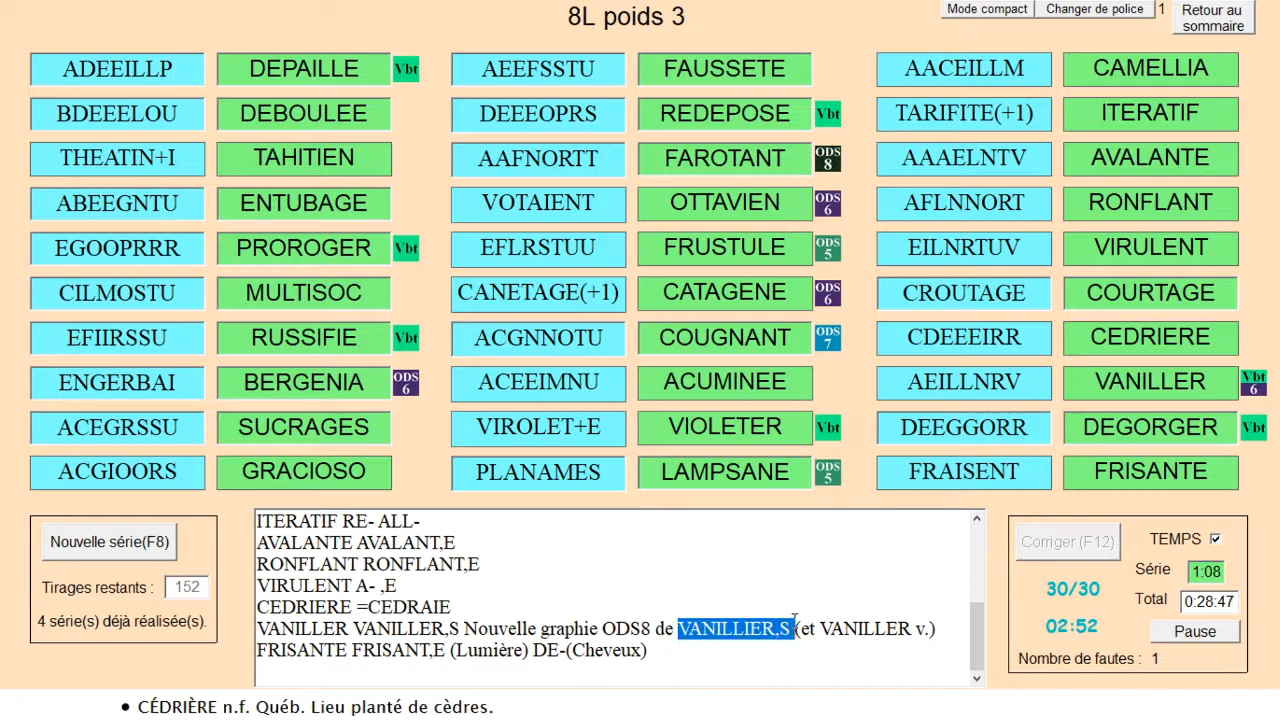 8L poids 3
Mode compact Changer de police 1 Retour au sommaire
ADEEILLP DEPAILLE Vbt AEEFSSTU FAUSSETE AACEILLM CAMELLIA
BDEEELOU DEBOULEE DEEEOPRS REDEPOSE Vbt TARIFITE(+1) ITERATIF
THEATIN+I TAHITIEN AAFNORTT FAROTANT ODS 8 AAAELNTV AVALANTE
ABEEGNTU ENTUBAGE VOTAIENT OTTAVIEN ODS 6 AFLNNORT RONFLANT
EGOOPRRR PROROGER Vbt EFLRSTUU FRUSTULE ODS 5 EILNRTUV VIRULENT
CILMOSTU MULTISOC CANETAGE(+1) CATAGENE ODS 6 CROUTAGE COURTAGE
EFIIRSSU RUSSIFIE Vbt ACGNNOTU COUGNANT ODS 7 CDEEEIRR CEDRIERE
ENGERBAI BERGENIA ODS 6 ACEEIMNU ACUMINEE AEILLNRV VANILLER Vbt 6
ACEGRSSU SUCRAGES VIROLET+E VIOLETER Vbt DEEGGORR DEGORGER Vbt
ACGIOORS GRACIOSO PLANAMES LAMPSANE ODS 5 FRAISENT FRISANTE
Nouvelle série(F8)
Tirages restants : 152
4 série(s) déjà réalisée(s).
ITERATIF RE- ALL-
AVALANTE AVALANT,E
RONFLANT RONFLANT,E
VIRULENT A- ,E
CEDRIERE =CEDRAIE
VANILLER VANILLER,S Nouvelle graphie ODS8 de VANILLIER,S (et VANILLER v.)
FRISANTE FRISANT,E (Lumière) DE-(Cheveux)
Corriger (F12) TEMPS
Série 1:08
30/30
Total 0:28:47
02:52 Pause
Nombre de fautes : 1
• CÉDRIÈRE n.f. Québ. Lieu planté de cèdres.